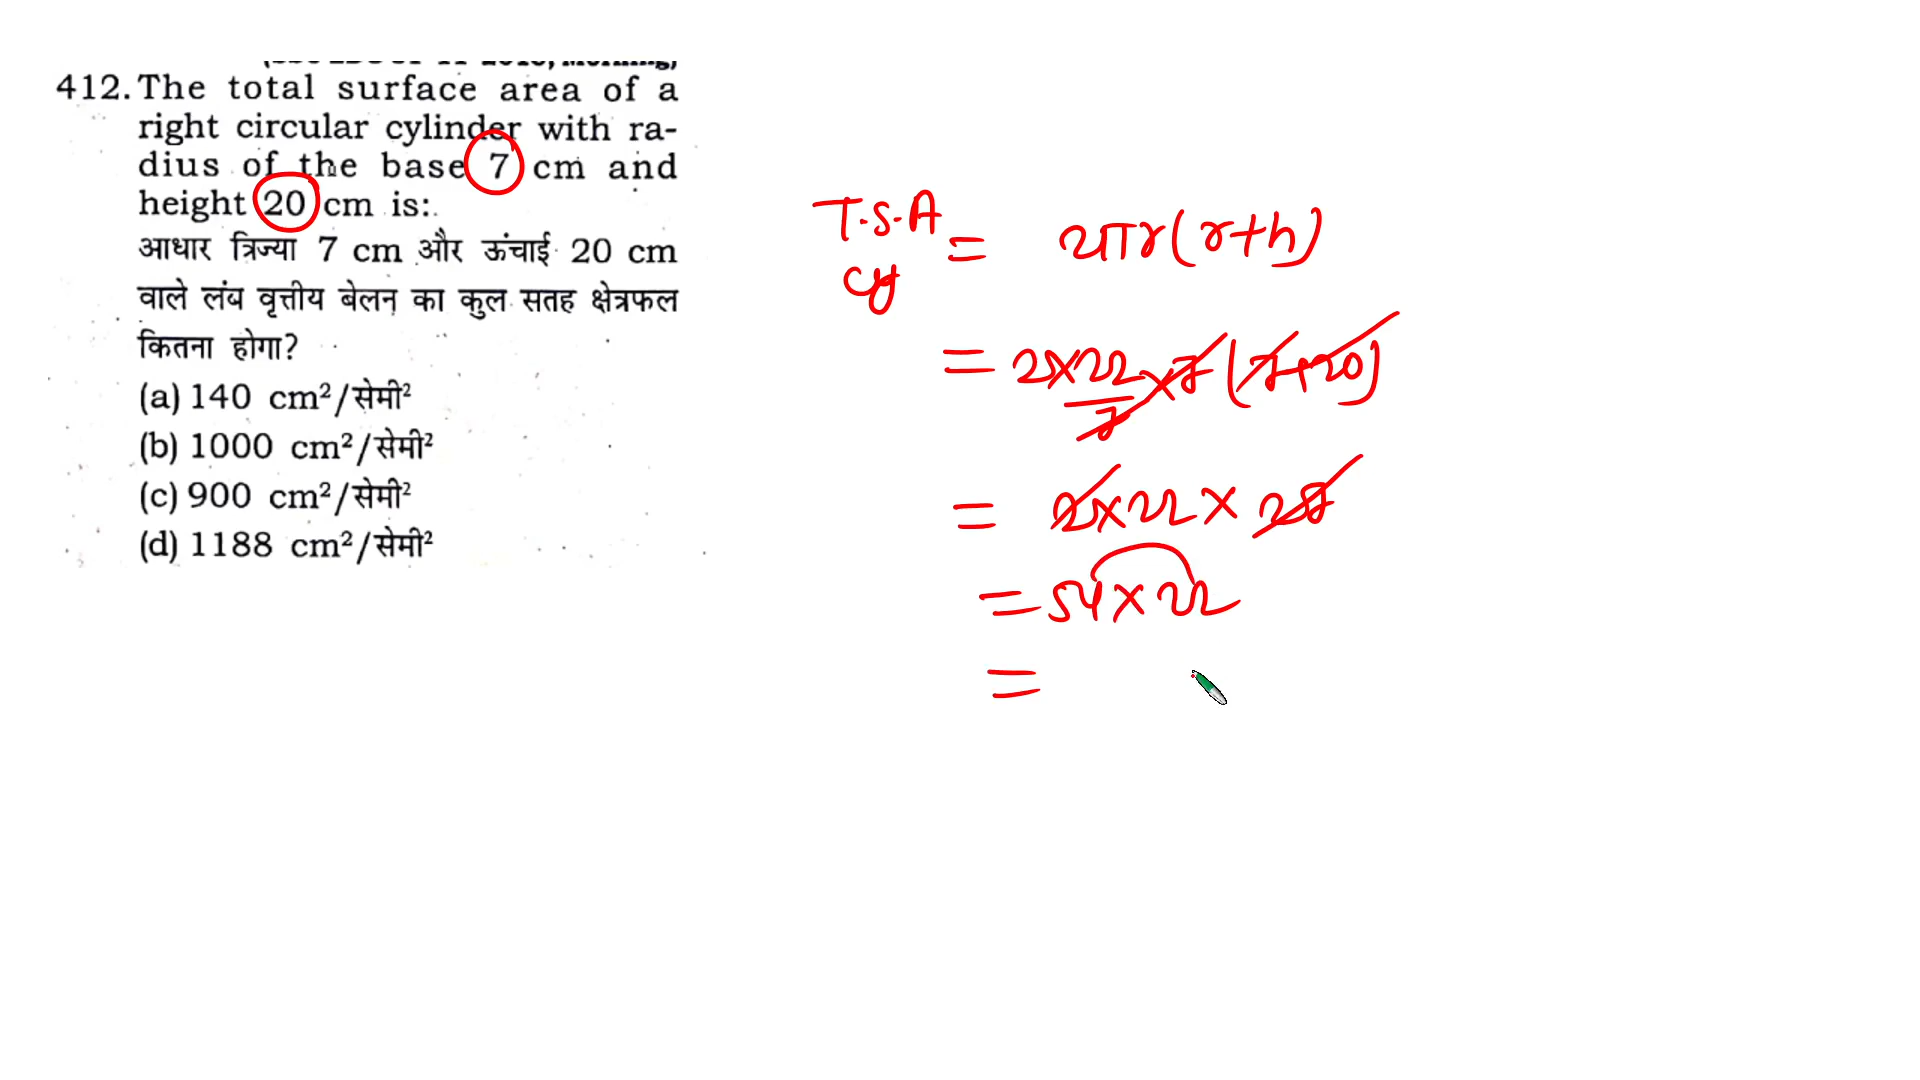 412. The total surface area of a
right circular cylinder with ra-
dius of the base 7 cm and
height 20 cm is:
आधार त्रिज्या 7 cm और ऊंचाई 20 cm
वाले लंब वृत्तीय बेलन का कुल सतह क्षेत्रफल
कितना होगा?
(a) 140 cm²/सेमी²
(b) 1000 cm²/सेमी²
(c) 900 cm²/सेमी²
(d) 1188 cm²/सेमी²
T.S.A
Cy
= 2πr(r+h)
= 2×22/7×7(7+20)
= 2×22×27
= 54×22
=